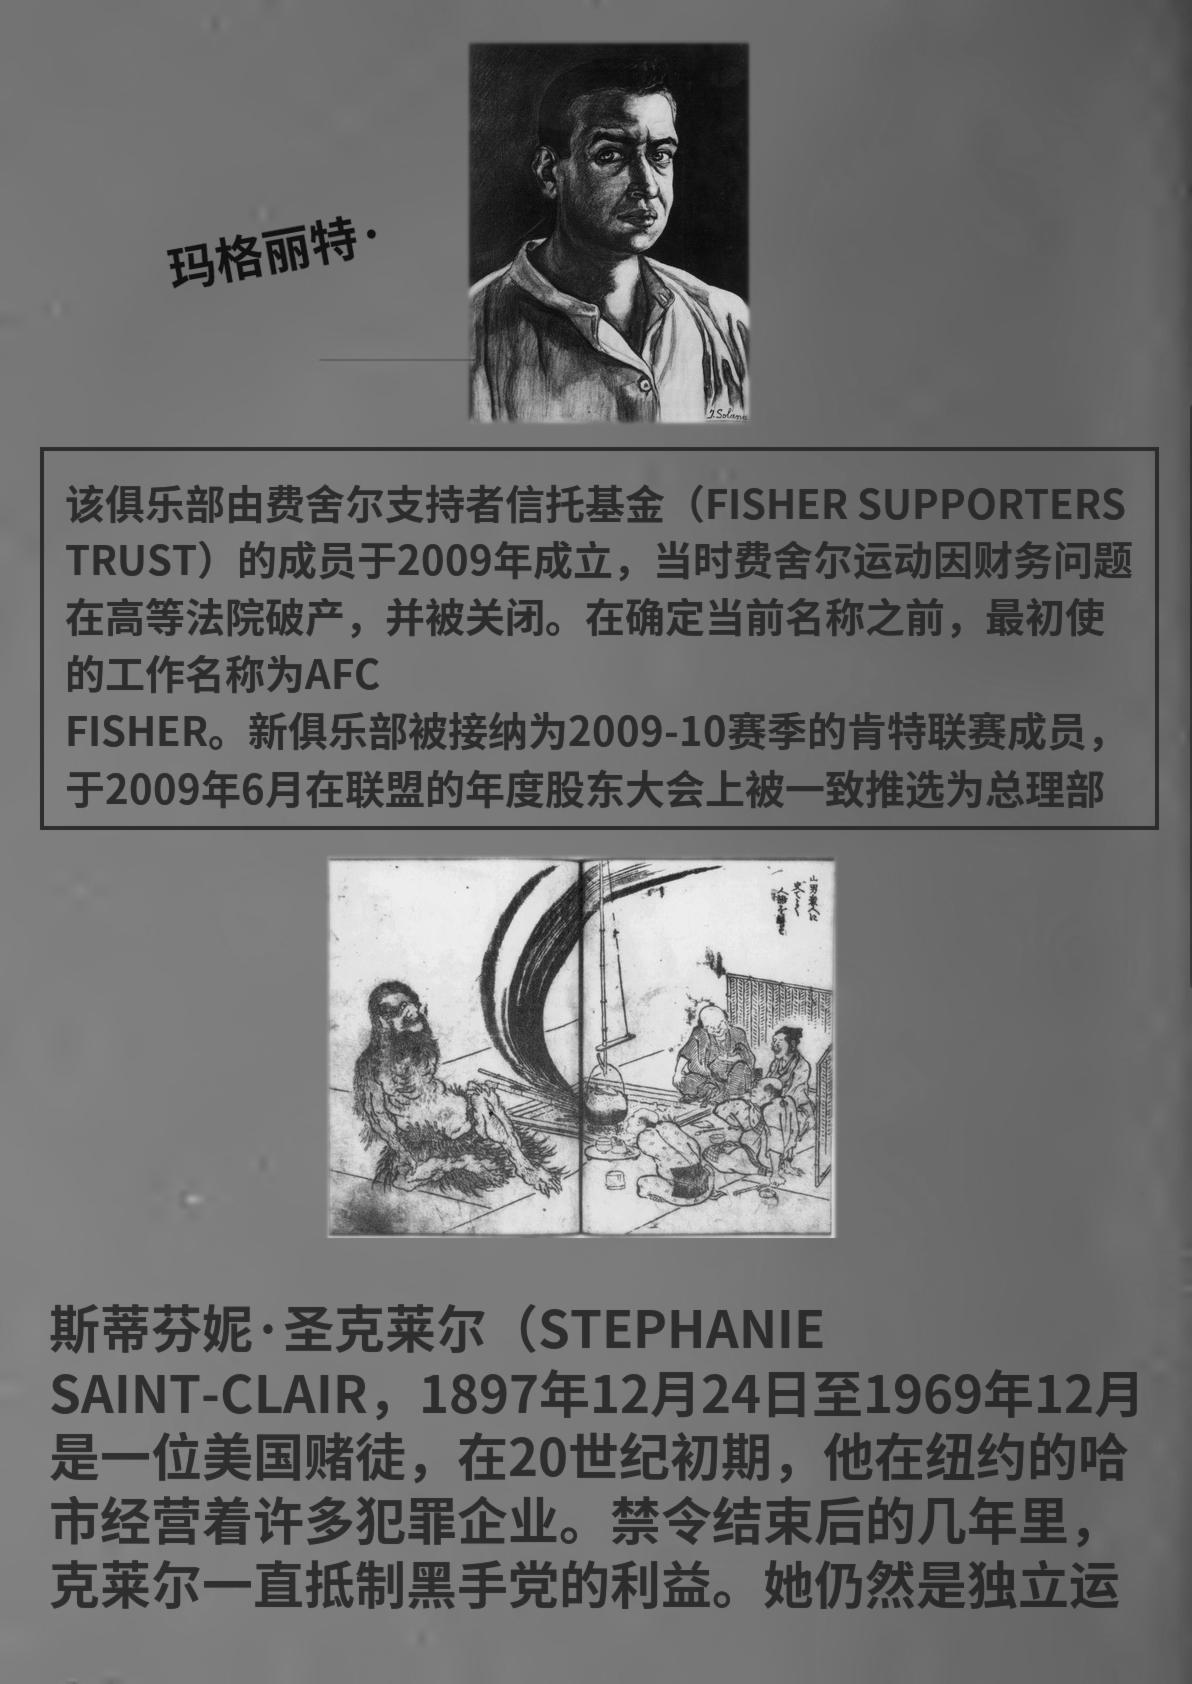 玛格丽特·
J.Solana
该俱乐部由费舍尔支持者信托基金（FISHER SUPPORTERS
TRUST）的成员于2009年成立，当时费舍尔运动因财务问题
在高等法院破产，并被关闭。在确定当前名称之前，最初使
的工作名称为AFC
FISHER。新俱乐部被接纳为2009-10赛季的肯特联赛成员，
于2009年6月在联盟的年度股东大会上被一致推选为总理部
斯蒂芬妮·圣克莱尔（STEPHANIE
SAINT-CLAIR，1897年12月24日至1969年12月
是一位美国赌徒，在20世纪初期，他在纽约的哈
市经营着许多犯罪企业。禁令结束后的几年里，
克莱尔一直抵制黑手党的利益。她仍然是独立运